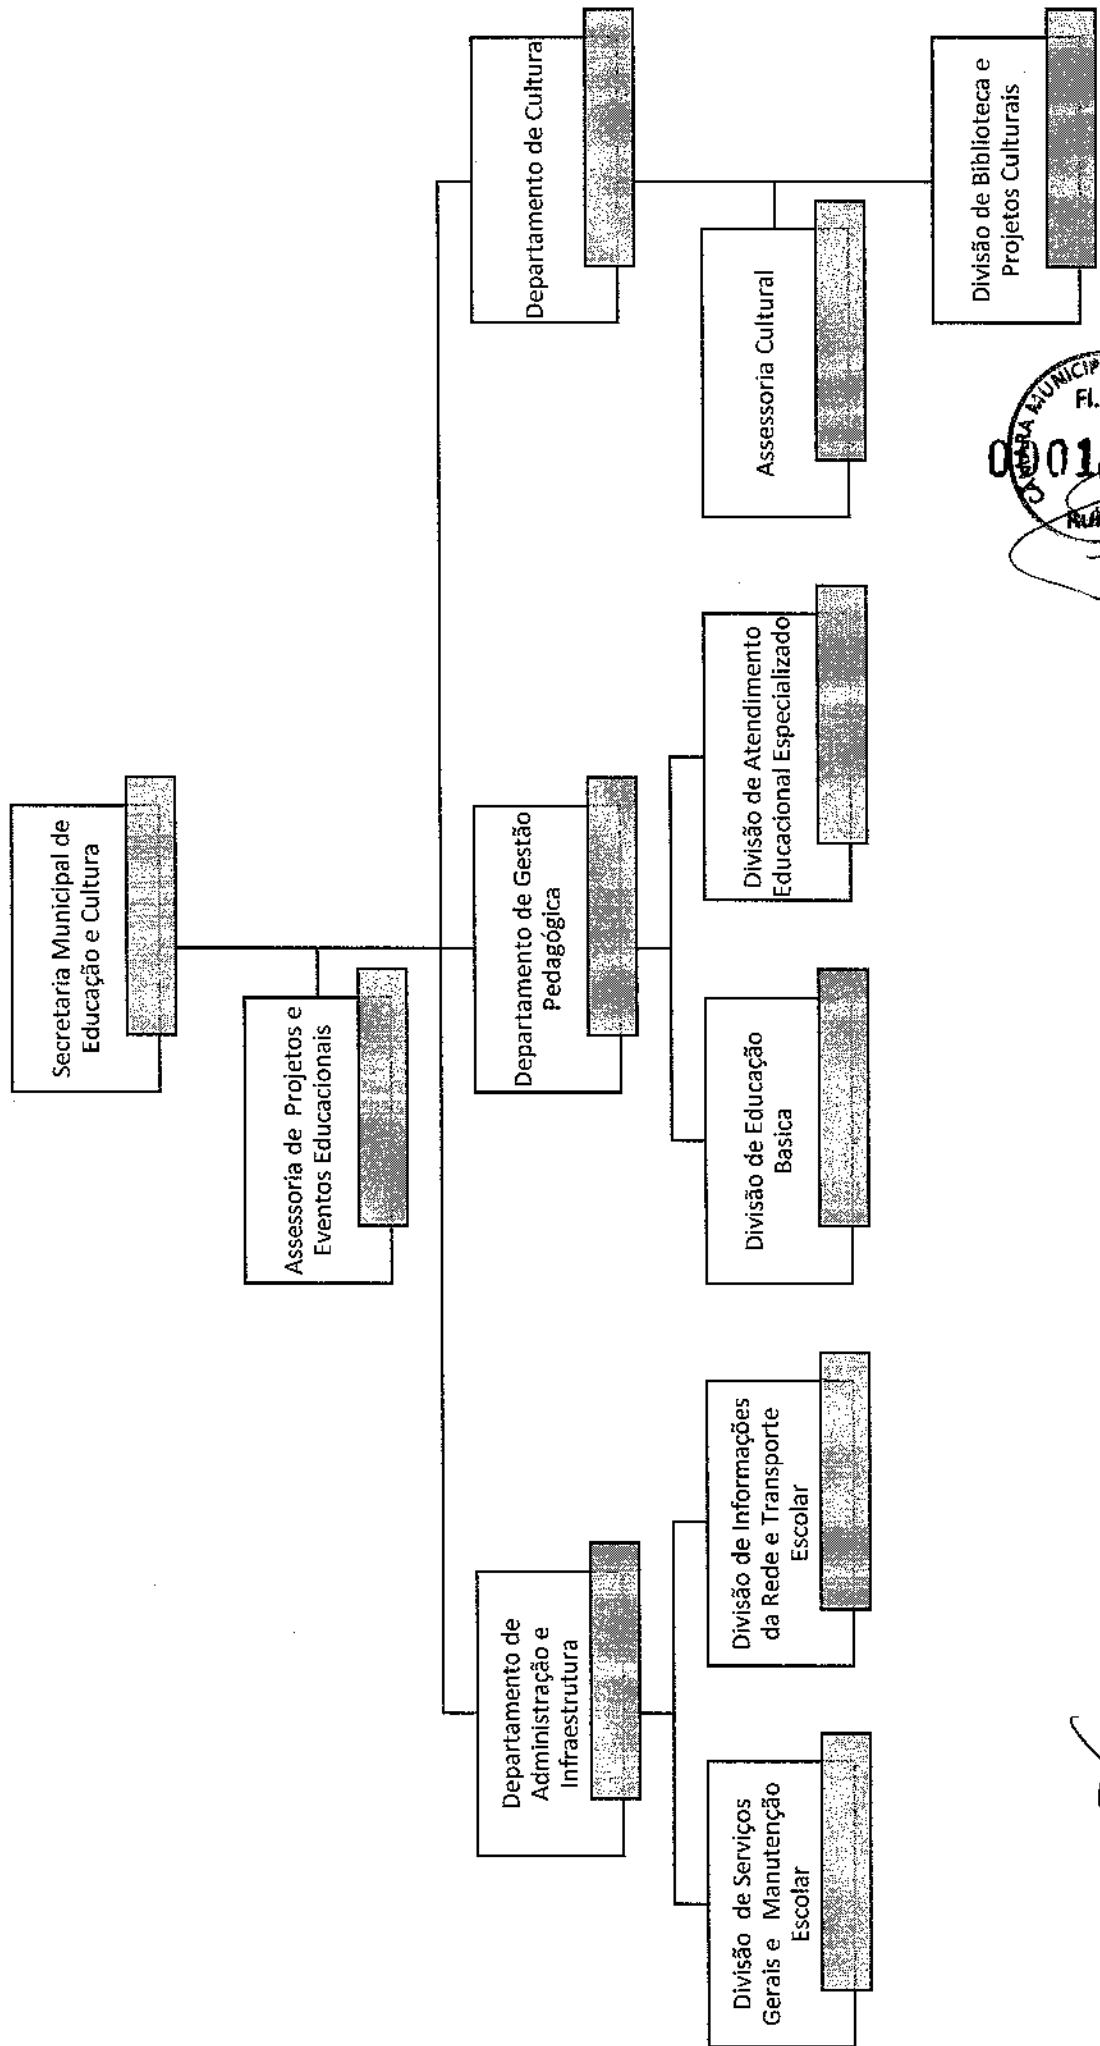 Secretaria Municipal de
Educação e Cultura
Assessoria de Projetos e
Eventos Educacionais
Departamento de
Administração e
Infraestrutura
Departamento de Gestão
Pedagógica
Departamento de Cultura
Divisão de Serviços
Gerais e Manutenção
Escolar
Divisão de Informações
da Rede e Transporte
Escolar
Divisão de Educação
Basica
Divisão de Atendimento
Educacional Especializado
Assessoria Cultural
Divisão de Biblioteca e
Projetos Culturais
Fl.